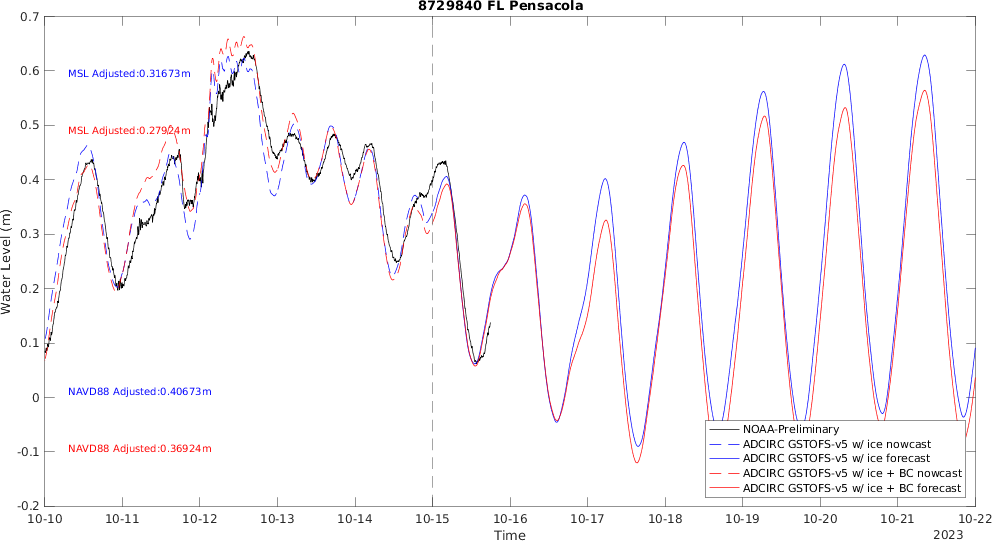 8729840 FL Pensacola
0.7
0.6
0.5
0.4
0.3
0.2
0.1
0
-0.1
-0.2
Water Level (m)
MSL Adjusted:0.31673m
MSL Adjusted:0.27924m
NAVD88 Adjusted:0.40673m
NAVD88 Adjusted:0.36924m
NOAA-Preliminary
ADCIRC GSTOFS-v5 w/ ice nowcast
ADCIRC GSTOFS-v5 w/ ice forecast
ADCIRC GSTOFS-v5 w/ ice + BC nowcast
ADCIRC GSTOFS-v5 w/ ice + BC forecast
10-10 10-11 10-12 10-13 10-14 10-15 10-16 10-17 10-18 10-19 10-20 10-21 10-22
Time
2023